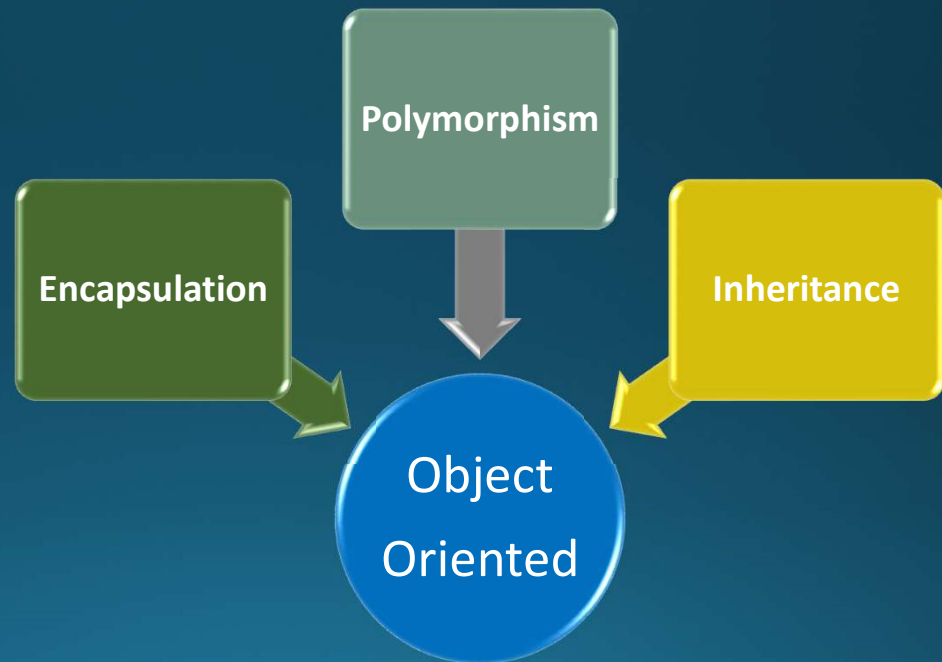 Polymorphism
Encapsulation
Inheritance
Object
Oriented